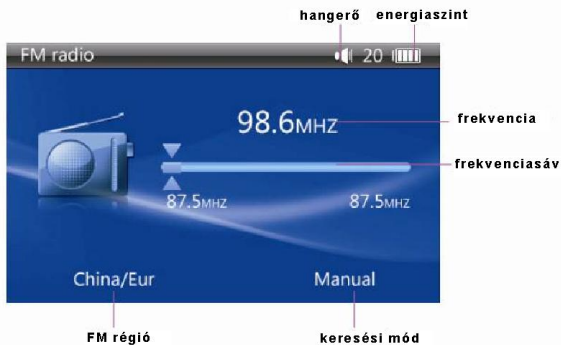 hangerő energiaszint
FM radio 20
98.6MHZ
frekvencia
frekvenciasáv
87.5MHZ 87.5MHZ
China/Eur Manual
FM régió keresési mód